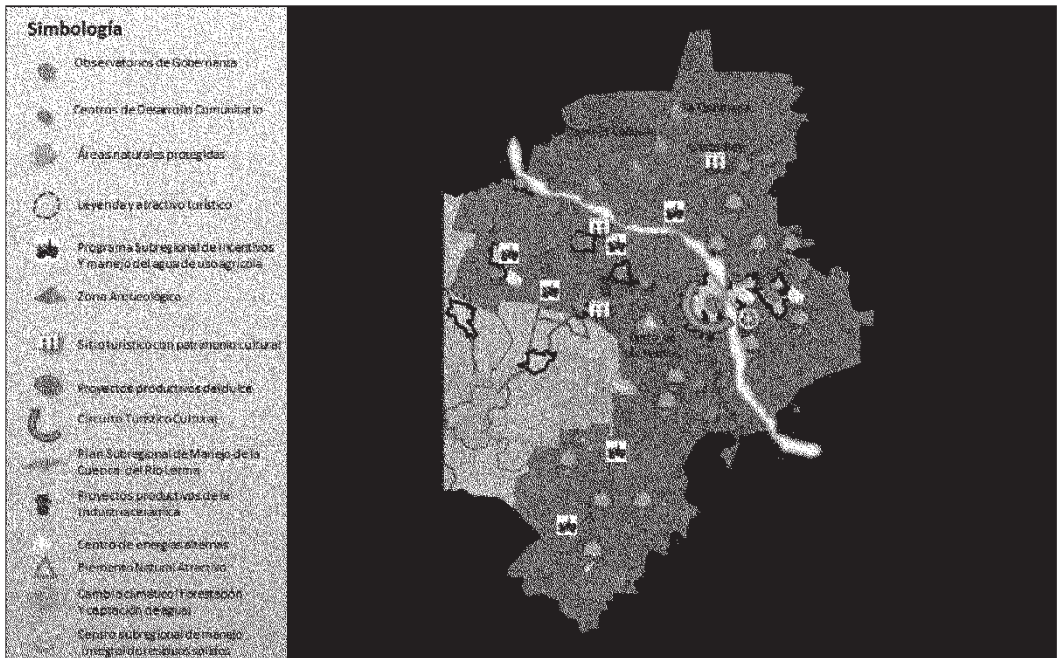 Simbología
Observatorios de Gobernanza
Centros de Desarrollo Comunitario
Áreas naturales protegidas
Leyenda y atractivo turístico
Programa Subregional de Incentivos
Y manejo del agua de uso agrícola
Zona Arqueológica
Sitio turístico con patrimonio cultural
Proyectos productivos de dulce
Circuito Turístico Cultural
Plan Subregional de Manejo de la
Cuenca del Río Lerma
Proyectos productivos de la
Industria cerámica
Centro de energías alternas
Elemento Natural Atractivo
Cambio climático Forestación
Y captación de agua
Centro subregional de manejo
integral de residuos sólidos